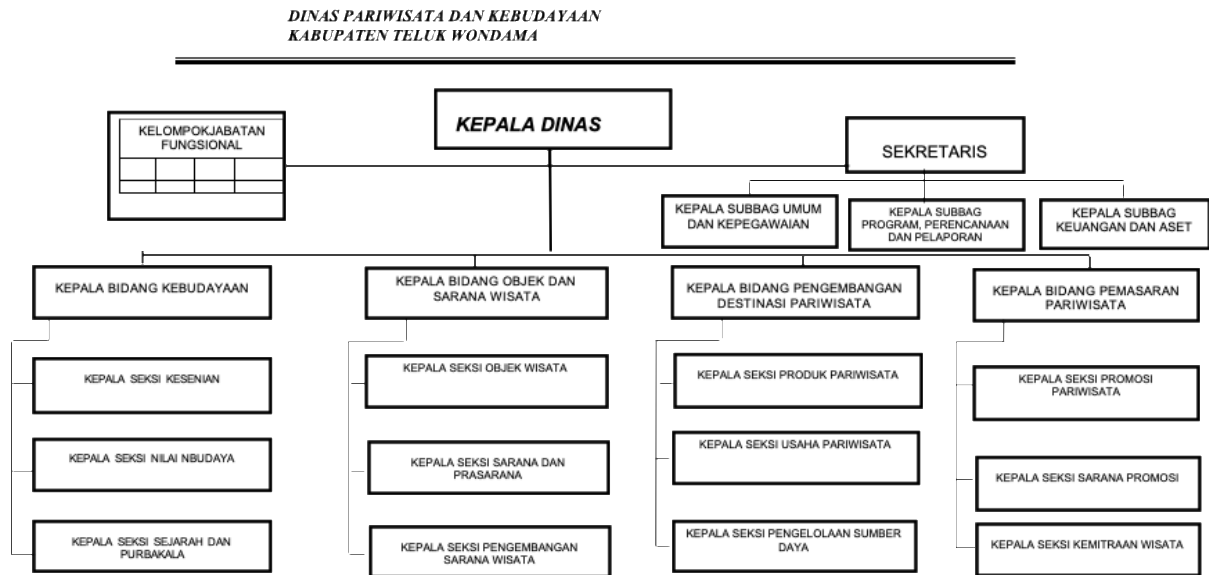 DINAS PARIWISATA DAN KEBUDAYAAN
KABUPATEN TELUK WONDAMA
KELOMPOKJABATAN
FUNGSIONAL
KEPALA DINAS
SEKRETARIS
KEPALA SUBBAG UMUM
DAN KEPEGAWAIAN
KEPALA SUBBAG
PROGRAM, PERENCANAAN
DAN PELAPORAN
KEPALA SUBBAG
KEUANGAN DAN ASET
KEPALA BIDANG KEBUDAYAAN
KEPALA BIDANG OBJEK DAN
SARANA WISATA
KEPALA BIDANG PENGEMBANGAN
DESTINASI PARIWISATA
KEPALA BIDANG PEMASARAN
PARIWISATA
KEPALA SEKSI KESENIAN
KEPALA SEKSI OBJEK WISATA
KEPALA SEKSI PRODUK PARIWISATA
KEPALA SEKSI PROMOSI
PARIWISATA
KEPALA SEKSI NILAI NBUDAYA
KEPALA SEKSI SARANA DAN
PRASARANA
KEPALA SEKSI USAHA PARIWISATA
KEPALA SEKSI SARANA PROMOSI
KEPALA SEKSI SEJARAH DAN
PURBAKALA
KEPALA SEKSI PENGEMBANGAN
SARANA WISATA
KEPALA SEKSI PENGELOLAAN SUMBER
DAYA
KEPALA SEKSI KEMITRAAN WISATA